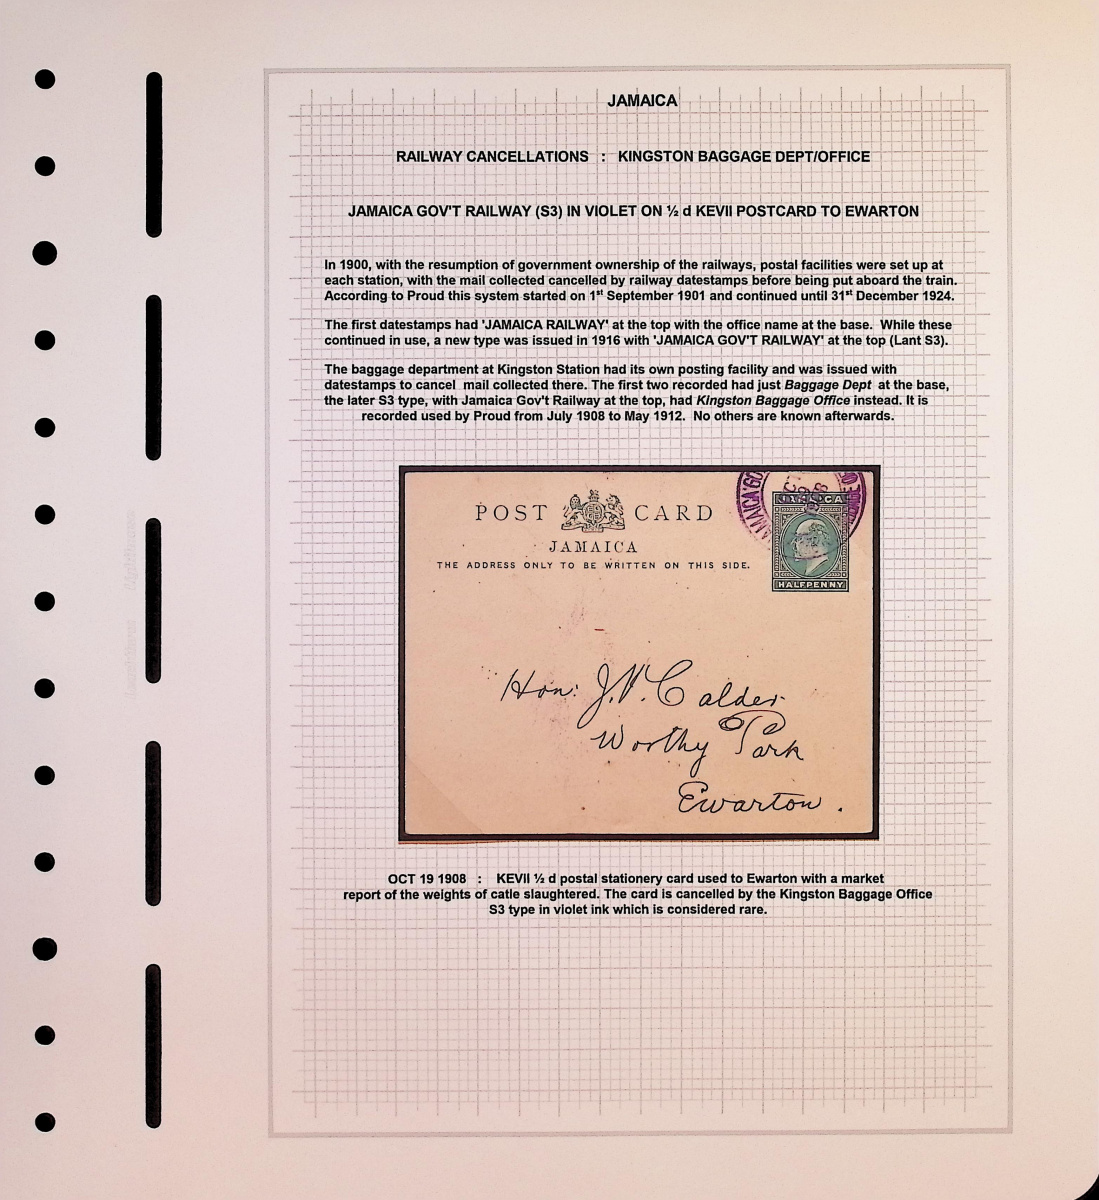 JAMAICA
RAILWAY CANCELLATIONS : KINGSTON BAGGAGE DEPT/OFFICE
JAMAICA GOV'T RAILWAY (S3) IN VIOLET ON ½ d KEVII POSTCARD TO EWARTON
In 1900, with the resumption of government ownership of the railways, postal facilities were set up at
each station, with the mail collected cancelled by railway datestamps before being put aboard the train.
According to Proud this system started on 1st September 1901 and continued until 31st December 1924.
The first datestamps had 'JAMAICA RAILWAY' at the top with the office name at the base. While these
continued in use, a new type was issued in 1916 with 'JAMAICA GOV'T RAILWAY' at the top (Lant S3).
The baggage department at Kingston Station had its own posting facility and was issued with
datestamps to cancel mail collected there. The first two recorded had just Baggage Dept at the base,
the later S3 type, with Jamaica Gov't Railway at the top, had Kingston Baggage Office instead. It is
recorded used by Proud from July 1908 to May 1912. No others are known afterwards.
POST CARD
JAMAICA
THE ADDRESS ONLY TO BE WRITTEN ON THIS SIDE.
JAMAICA
HALFPENNY
Hon: J.V. Calder
Worthy Park
Ewarton.
OCT 19 1908 : KEVII ½ d postal stationery card used to Ewarton with a market
report of the weights of catle slaughtered. The card is cancelled by the Kingston Baggage Office
S3 type in violet ink which is considered rare.